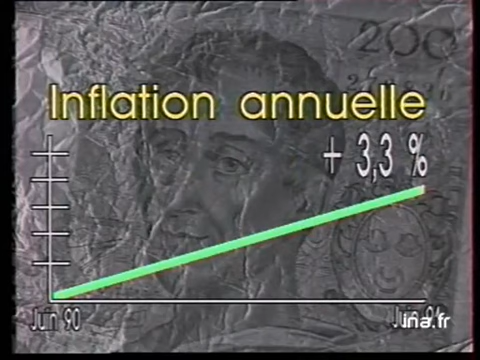 200
Inflation annuelle
+ 3,3 %
Juin 90
Juin
ina.fr